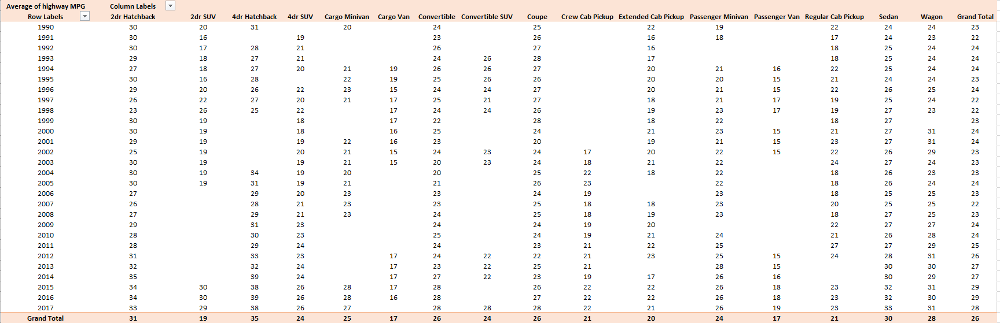 Average of highway MPG Column Labels
Row Labels 2dr Hatchback 2dr SUV 4dr Hatchback 4dr SUV Cargo Minivan Cargo Van Convertible Convertible SUV Coupe Crew Cab Pickup Extended Cab Pickup Passenger Minivan Passenger Van Regular Cab Pickup Sedan Wagon Grand Total
1990 30 20 31 20 24 25 22 19 22 24 24 23
1991 30 16 19 23 26 16 18 17 24 23 22
1992 30 17 28 21 26 27 16 18 25 24 24
1993 29 18 27 21 24 26 28 17 18 25 24 24
1994 27 18 27 20 21 19 26 26 27 20 21 16 22 25 24 24
1995 30 16 28 22 19 25 26 26 20 20 15 21 24 24 23
1996 29 20 26 22 23 15 24 24 27 20 21 15 22 26 25 24
1997 26 22 27 20 21 17 25 21 27 18 21 17 19 25 24 22
1998 23 26 25 22 17 24 24 26 19 23 17 19 27 23 22
1999 30 19 18 17 22 28 18 22 18 27 23
2000 30 19 18 16 25 24 21 23 15 21 27 31 24
2001 29 19 19 22 16 23 20 19 21 15 23 27 31 24
2002 25 19 20 21 15 24 23 24 17 20 22 15 22 26 29 23
2003 30 19 19 21 15 20 23 24 18 21 22 24 27 24 23
2004 30 19 34 19 20 20 25 22 18 22 18 26 23 23
2005 30 19 31 19 21 21 26 23 22 18 26 24 24
2006 27 29 20 23 23 24 19 23 18 25 25 23
2007 26 28 21 23 23 25 18 18 23 20 25 25 22
2008 27 29 21 23 24 25 18 19 23 18 27 25 23
2009 29 31 23 24 24 19 20 22 27 27 24
2010 28 30 23 25 24 19 21 24 21 26 28 24
2011 28 29 24 24 23 21 22 25 27 27 29 25
2012 31 33 23 17 24 22 22 21 23 25 15 24 28 31 26
2013 32 32 24 17 23 22 25 21 28 15 30 30 27
2014 35 39 24 17 27 22 23 19 17 26 16 30 29 27
2015 34 30 38 26 28 17 28 26 22 22 26 18 23 32 31 29
2016 34 30 39 26 28 16 28 27 22 22 26 18 23 32 30 29
2017 33 29 38 26 27 28 28 28 22 21 26 19 23 33 31 28
Grand Total 31 19 35 24 25 17 26 24 26 21 20 24 17 21 30 28 26